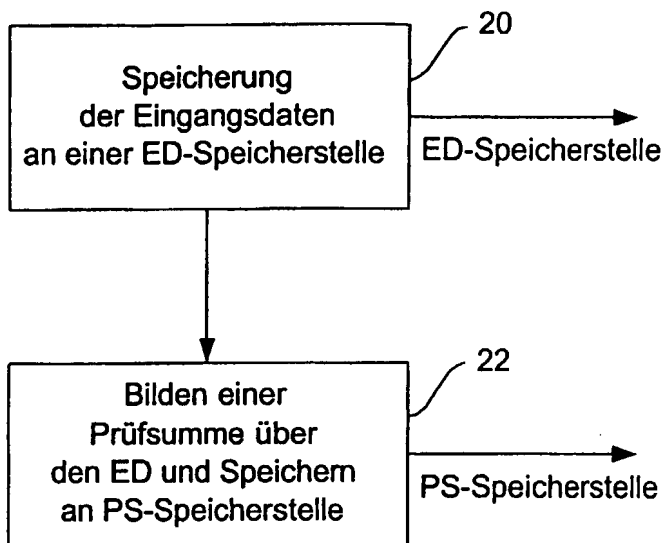 20
Speicherung
der Eingangsdaten
an einer ED-Speicherstelle
ED-Speicherstelle
22
Bilden einer
Prüfsumme über
den ED und Speichern
an PS-Speicherstelle
PS-Speicherstelle